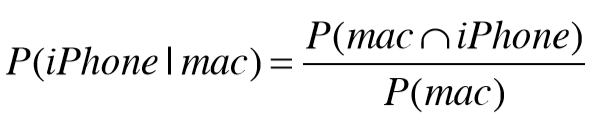 P(iPhone | mac) = P(mac ∩ iPhone) / P(mac)